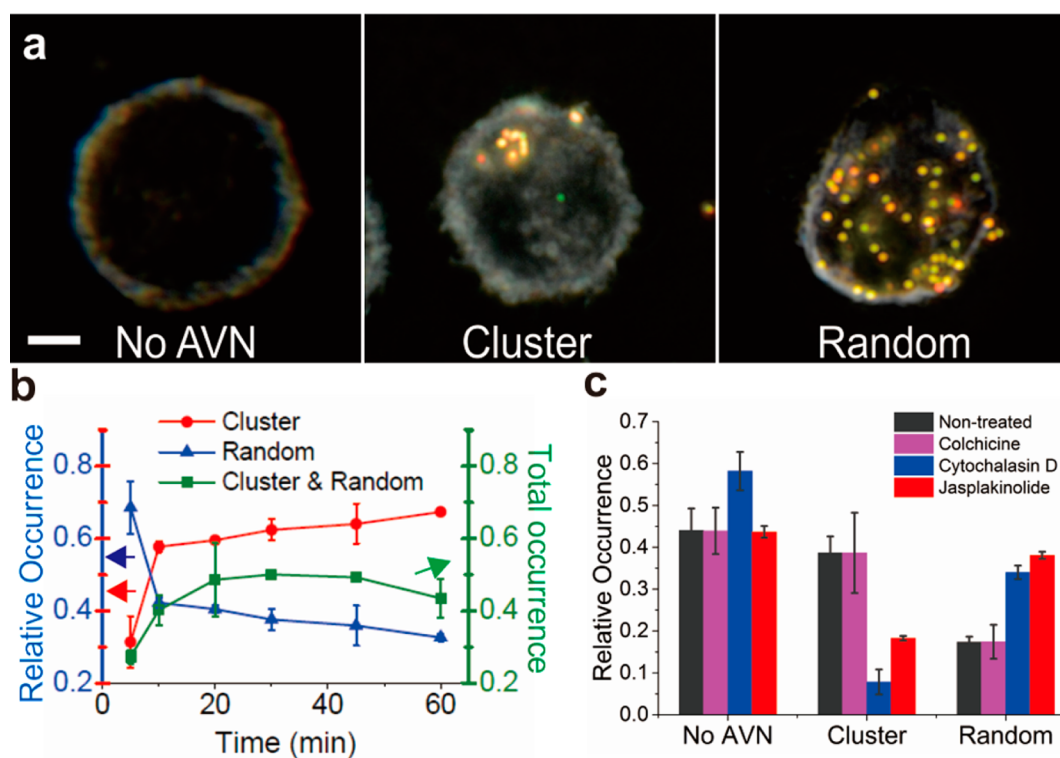 a
No AVN
Cluster
Random
b
Relative Occurrence
0.8
0.6
0.4
0.2
Cluster
Random
Cluster & Random
0.8
0.6
0.4
0.2
Total occurrence
0
20
40
60
Time (min)
c
Relative Occurrence
0.7
0.6
0.5
0.4
0.3
0.2
0.1
0.0
Non-treated
Colchicine
Cytochalasin D
Jasplakinolide
No AVN
Cluster
Random